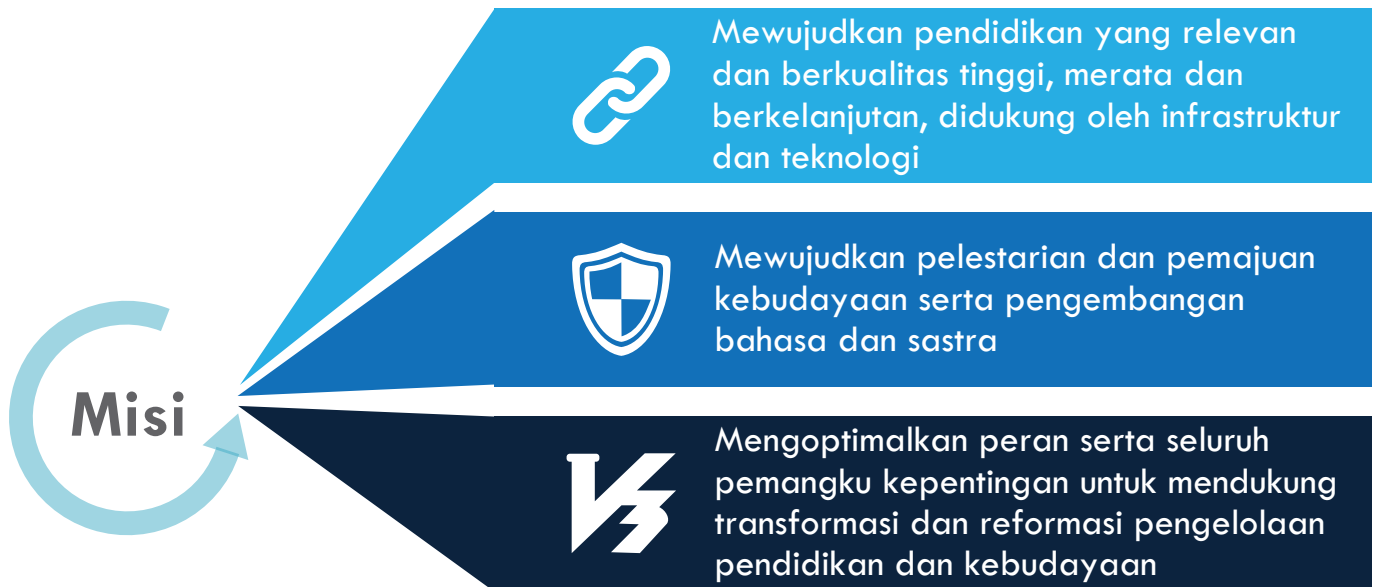 Mewujudkan pendidikan yang relevan
dan berkualitas tinggi, merata dan
berkelanjutan, didukung oleh infrastruktur
dan teknologi
Mewujudkan pelestarian dan pemajuan
kebudayaan serta pengembangan
bahasa dan sastra
Misi
Mengoptimalkan peran serta seluruh
pemangku kepentingan untuk mendukung
transformasi dan reformasi pengelolaan
pendidikan dan kebudayaan